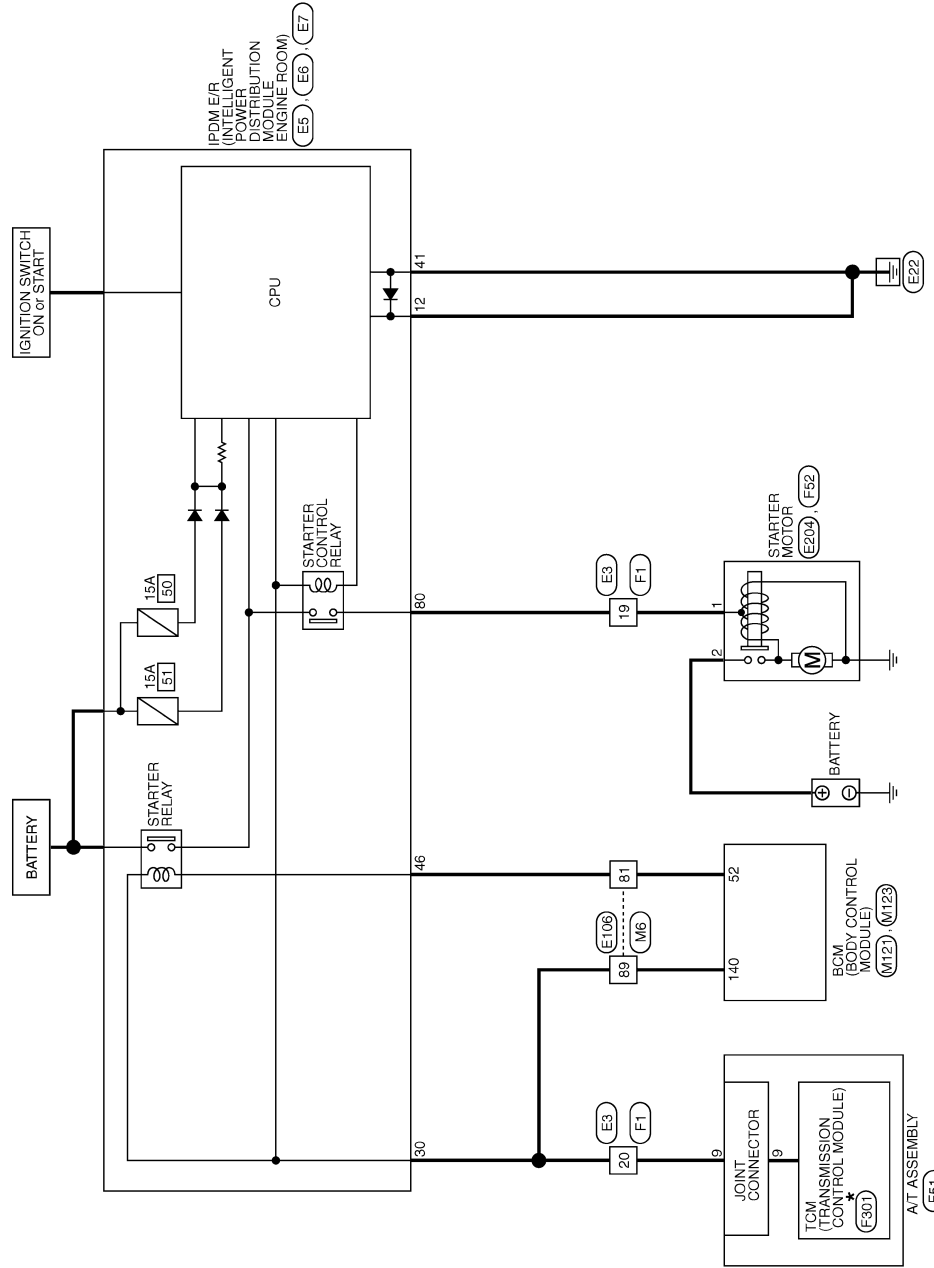 IGNITION SWITCH
ON or START
BATTERY
IPDM E/R
(INTELLIGENT
POWER
DISTRIBUTION
MODULE
ENGINE ROOM)
E5 , E6 , E7
CPU
15A
50
15A
51
STARTER
RELAY
STARTER
CONTROL
RELAY
30
46
80
12
41
E3
F1
20
E106
M6
89
81
E3
F1
19
E22
9
JOINT
CONNECTOR
9
TCM
(TRANSMISSION
CONTROL MODULE)
*
F301
A/T ASSEMBLY
F51
140
52
BCM
(BODY CONTROL
MODULE)
M121 , M123
BATTERY
+
−
2
1
M
STARTER
MOTOR
E204 , F52